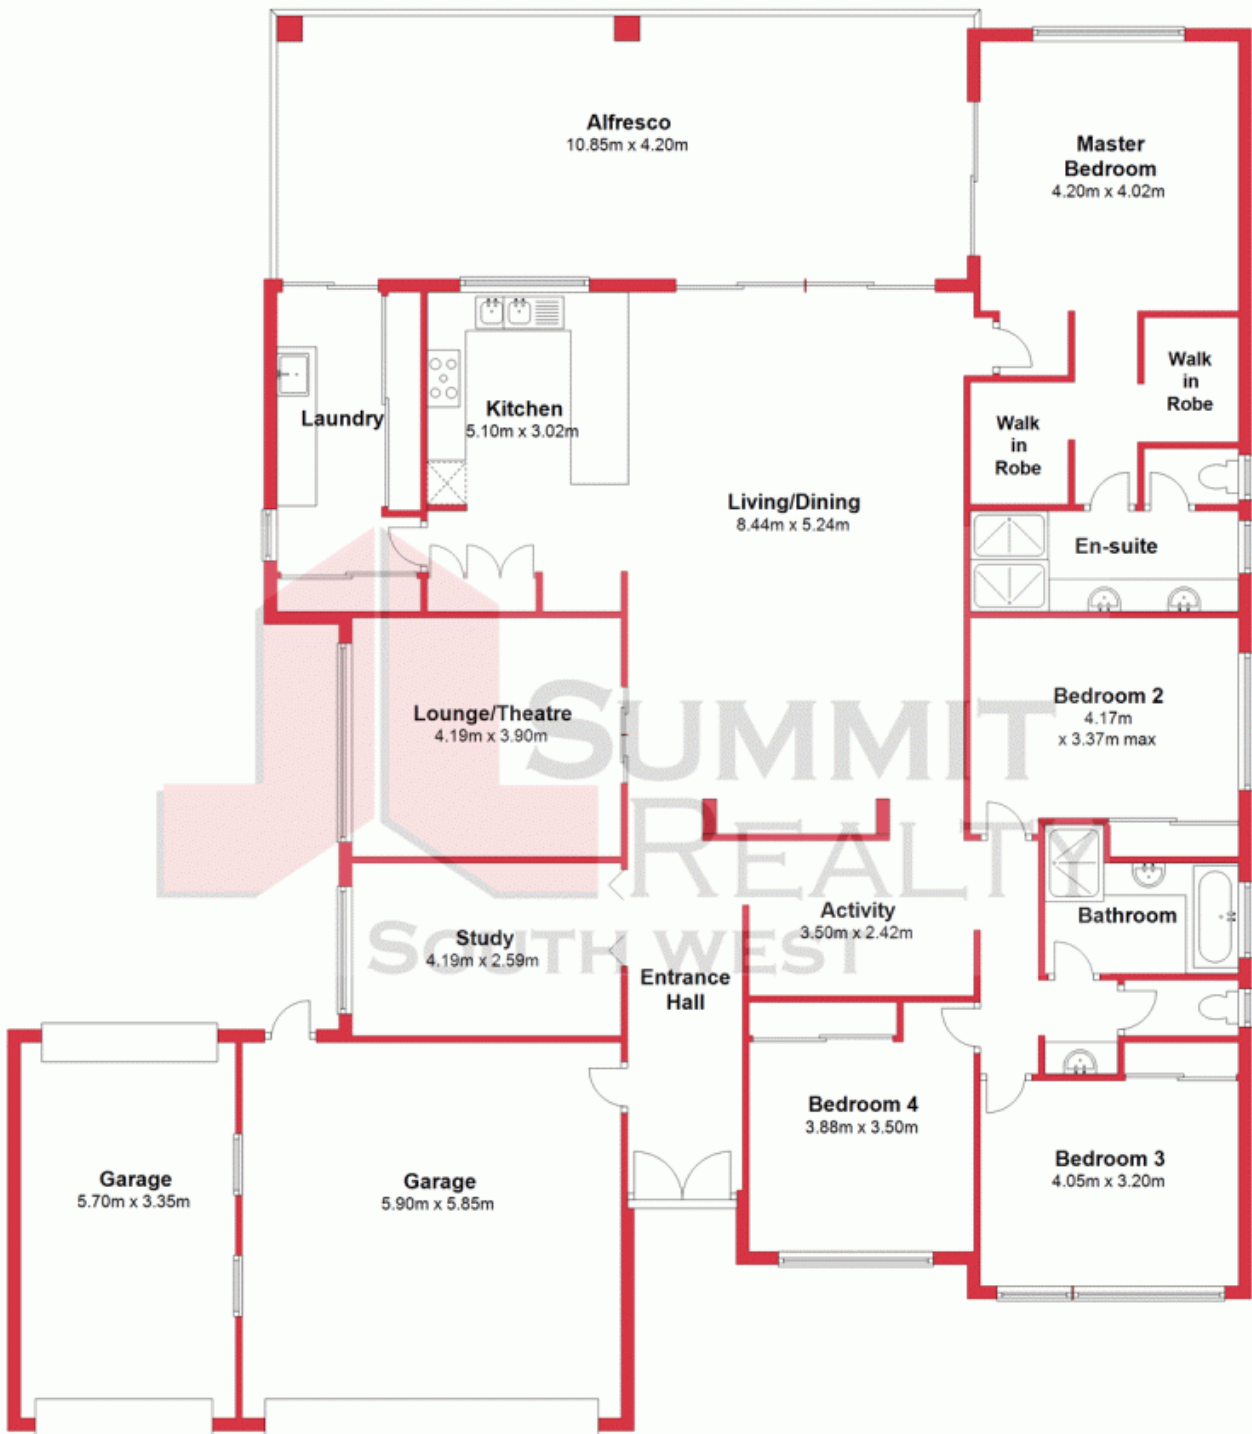 Alfresco
10.85m x 4.20m
Master
Bedroom
4.20m x 4.02m
Walk
in
Robe
Laundry
Kitchen
5.10m x 3.02m
Walk
in
Robe
Living/Dining
8.44m x 5.24m
En-suite
Lounge/Theatre
4.19m x 3.90m
Bedroom 2
4.17m
x 3.37m max
SUMMIT
REALTY
SOUTH WEST
Activity
3.50m x 2.42m
Bathroom
Study
4.19m x 2.59m
Entrance
Hall
Bedroom 4
3.88m x 3.50m
Bedroom 3
4.05m x 3.20m
Garage
5.70m x 3.35m
Garage
5.90m x 5.85m